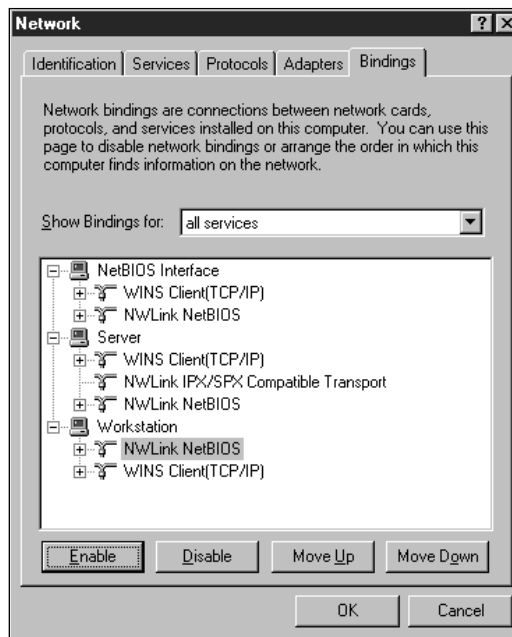 Network
Identification Services Protocols Adapters Bindings
Network bindings are connections between network cards,
protocols, and services installed on this computer. You can use this
page to disable network bindings or arrange the order in which this
computer finds information on the network.
Show Bindings for: all services
NetBIOS Interface
WINS Client(TCP/IP)
NWLink NetBIOS
Server
WINS Client(TCP/IP)
NWLink IPX/SPX Compatible Transport
NWLink NetBIOS
Workstation
NWLink NetBIOS
WINS Client(TCP/IP)
Enable Disable Move Up Move Down
OK Cancel